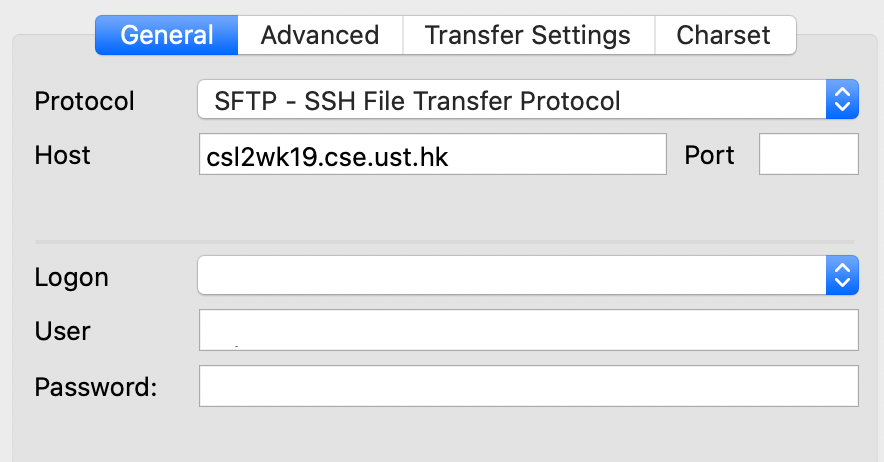 General Advanced Transfer Settings Charset
Protocol SFTP - SSH File Transfer Protocol
Host csl2wk19.cse.ust.hk Port
Logon
User
Password: